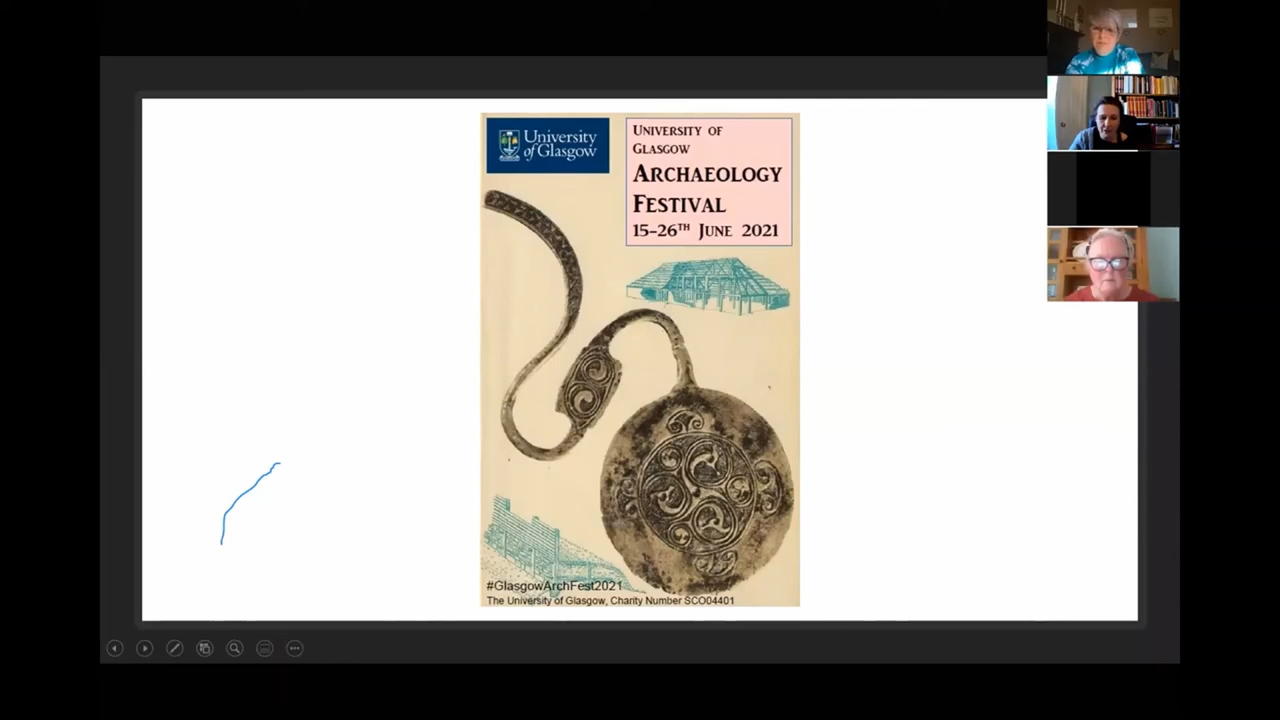 University
of Glasgow
UNIVERSITY OF
GLASGOW
ARCHAEOLOGY
FESTIVAL
15-26TH JUNE 2021
#GlasgowArchFest2021
The University of Glasgow, Charity Number SCO04401